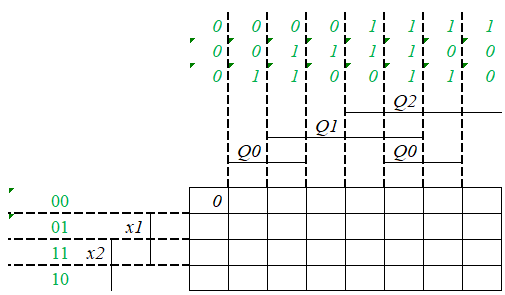 0 0 0 0 1 1 1 1
0 0 1 1 1 1 0 0
0 1 1 0 0 1 1 0
Q2
Q1
Q0 Q0
00 0
01 x1
11 x2
10